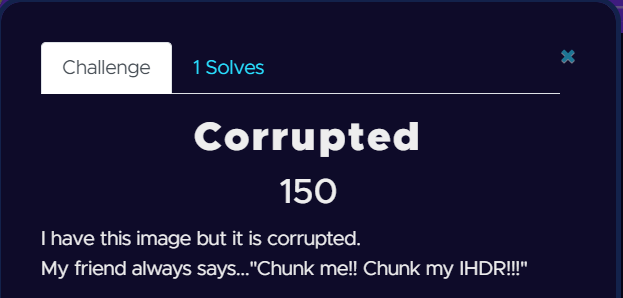 Challenge
1 Solves
✖
Corrupted
150
I have this image but it is corrupted.
My friend always says..."Chunk me!! Chunk my IHDR!!!"